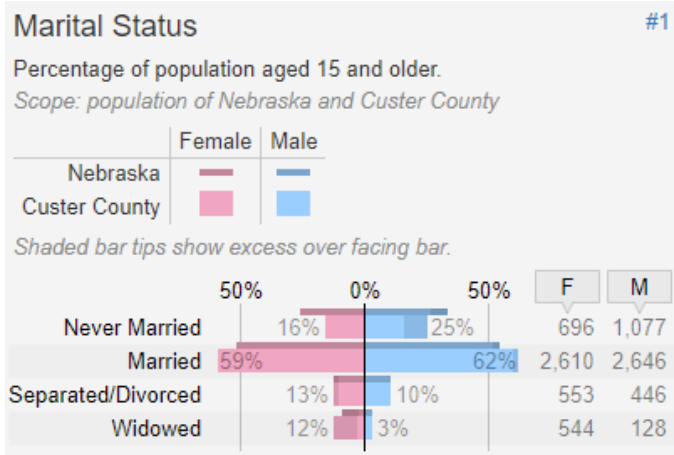 Marital Status #1
Percentage of population aged 15 and older.
Scope: population of Nebraska and Custer County
Female Male
Nebraska
Custer County
Shaded bar tips show excess over facing bar.
50% 0% 50% F M
Never Married 16% 25% 696 1,077
Married 59% 62% 2,610 2,646
Separated/Divorced 13% 10% 553 446
Widowed 12% 3% 544 128